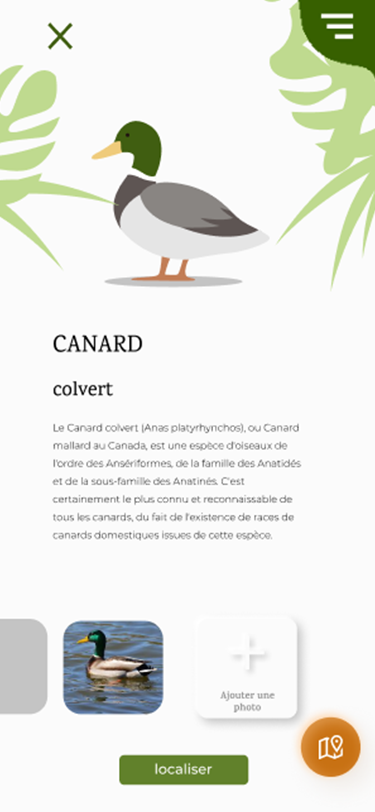 CANARD
colvert
Le Canard colvert (Anas platyrhynchos), ou Canard
mallard au Canada, est une espèce d'oiseaux de
l'ordre des Ansériformes, de la famille des Anatidés
et de la sous-famille des Anatinés. C'est
certainement le plus connu et reconnaissable de
tous les canards, du fait de l'existence de races de
canards domestiques issues de cette espèce.
Ajouter une
photo
localiser